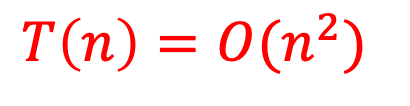 T(n) = O(n²)